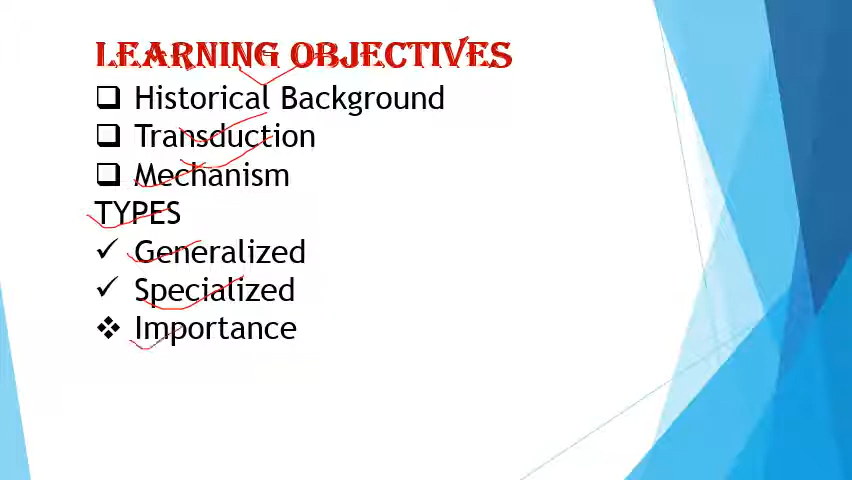 LEARNING OBJECTIVES
Historical Background
Transduction
Mechanism
TYPES
Generalized
Specialized
Importance